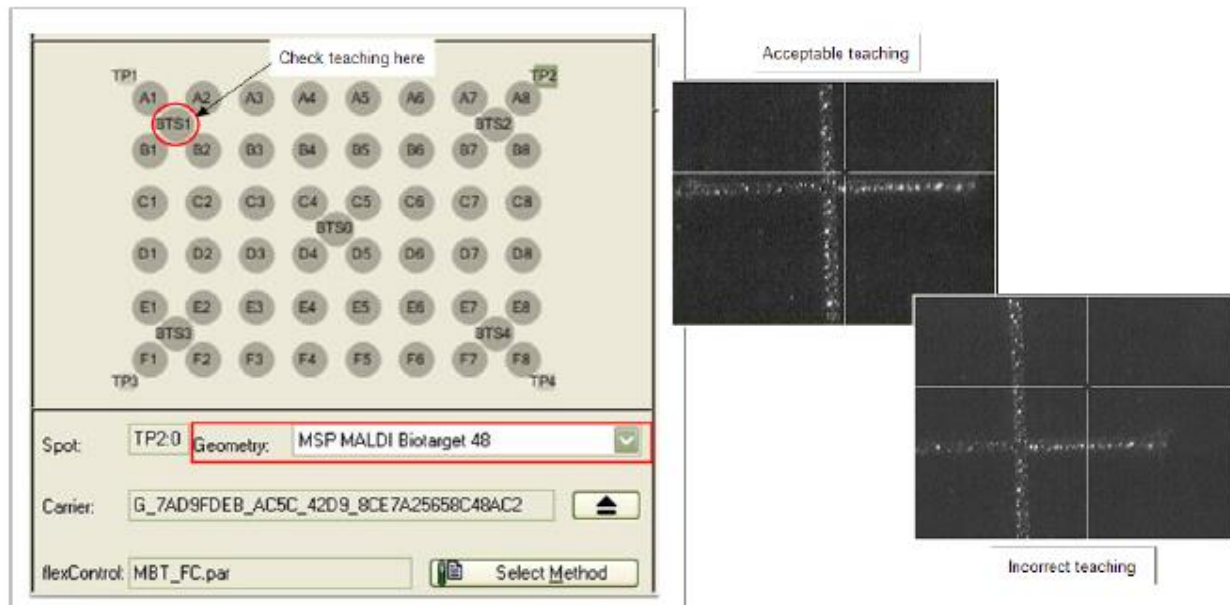 Check teaching here
TP1 TP2
A1 A2 A3 A4 A5 A6 A7 A8
BTS1 BTS2
B1 B2 B3 B4 B5 B6 B7 B8
C1 C2 C3 C4 C5 C6 C7 C8
BTS0
D1 D2 D3 D4 D5 D6 D7 D8
E1 E2 E3 E4 E5 E6 E7 E8
BTS3 BTS4
F1 F2 F3 F4 F5 F6 F7 F8
TP3 TP4
Spot: TP2:0 Geometry: MSP MALDI Biotarget 48
Carrier: G_7AD9FDEB_AC5C_42D9_8CE7A25658C48AC2
flexControl: MBT_FC.par Select Method
Acceptable teaching
Incorrect teaching